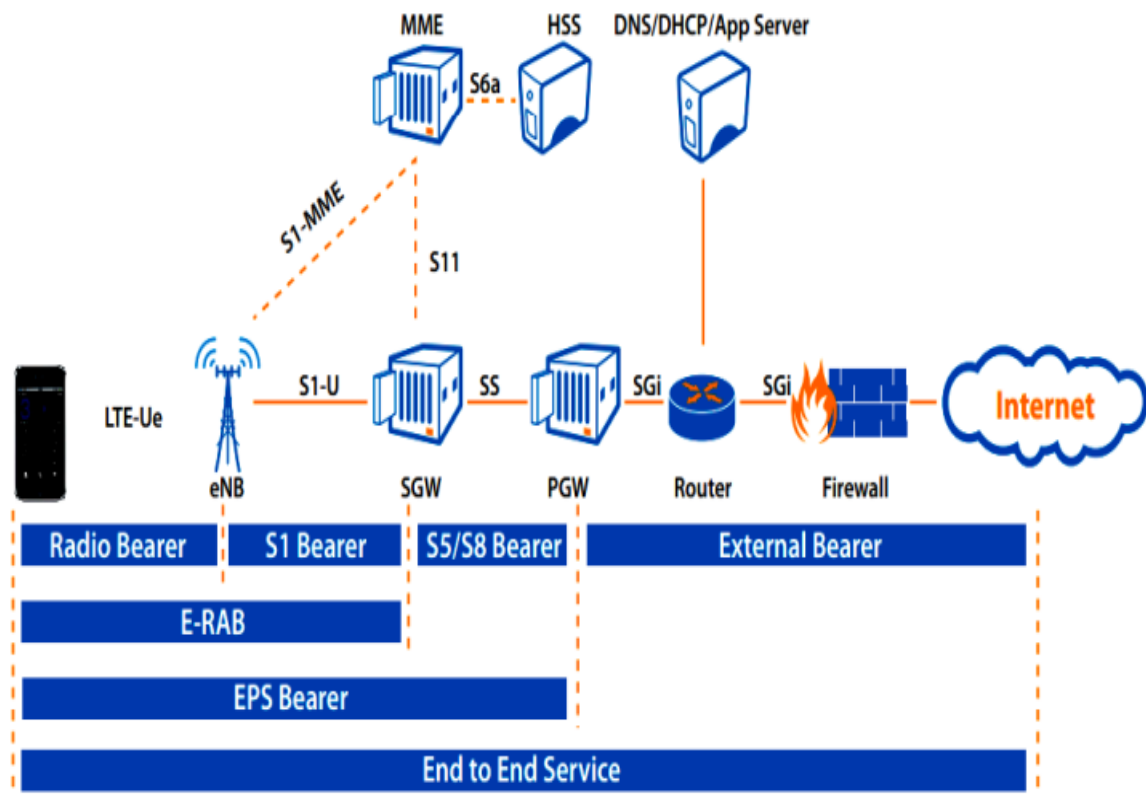 MME
HSS
DNS/DHCP/App Server
S6a
S1-MME
S11
LTE-Ue
S1-U
SS
SGi
SGi
Internet
eNB
SGW
PGW
Router
Firewall
Radio Bearer
S1 Bearer
S5/S8 Bearer
External Bearer
E-RAB
EPS Bearer
End to End Service